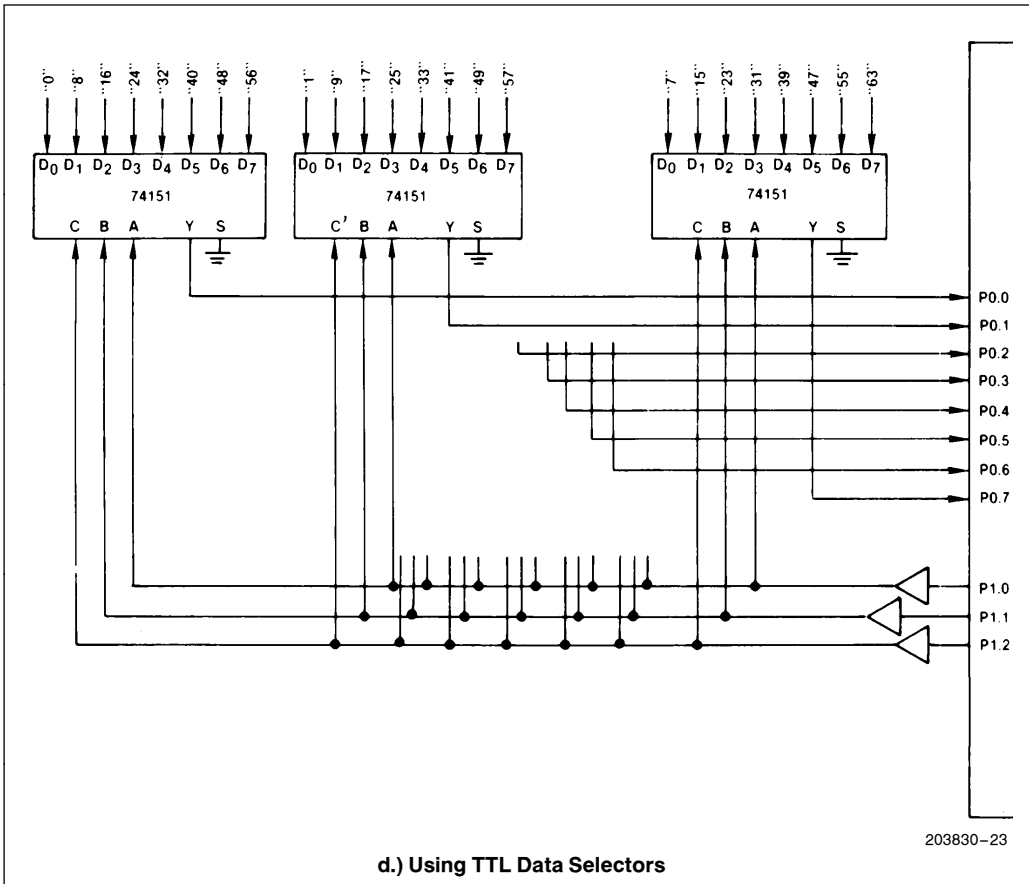 "0" "8" "16" "24" "32" "40" "48" "56"
D0 D1 D2 D3 D4 D5 D6 D7
74151
C B A Y S
"1" "9" "17" "25" "33" "41" "49" "57"
D0 D1 D2 D3 D4 D5 D6 D7
74151
C' B A Y S
"7" "15" "23" "31" "39" "47" "55" "63"
D0 D1 D2 D3 D4 D5 D6 D7
74151
C B A Y S
P0.0
P0.1
P0.2
P0.3
P0.4
P0.5
P0.6
P0.7
P1.0
P1.1
P1.2
203830–23
d.) Using TTL Data Selectors